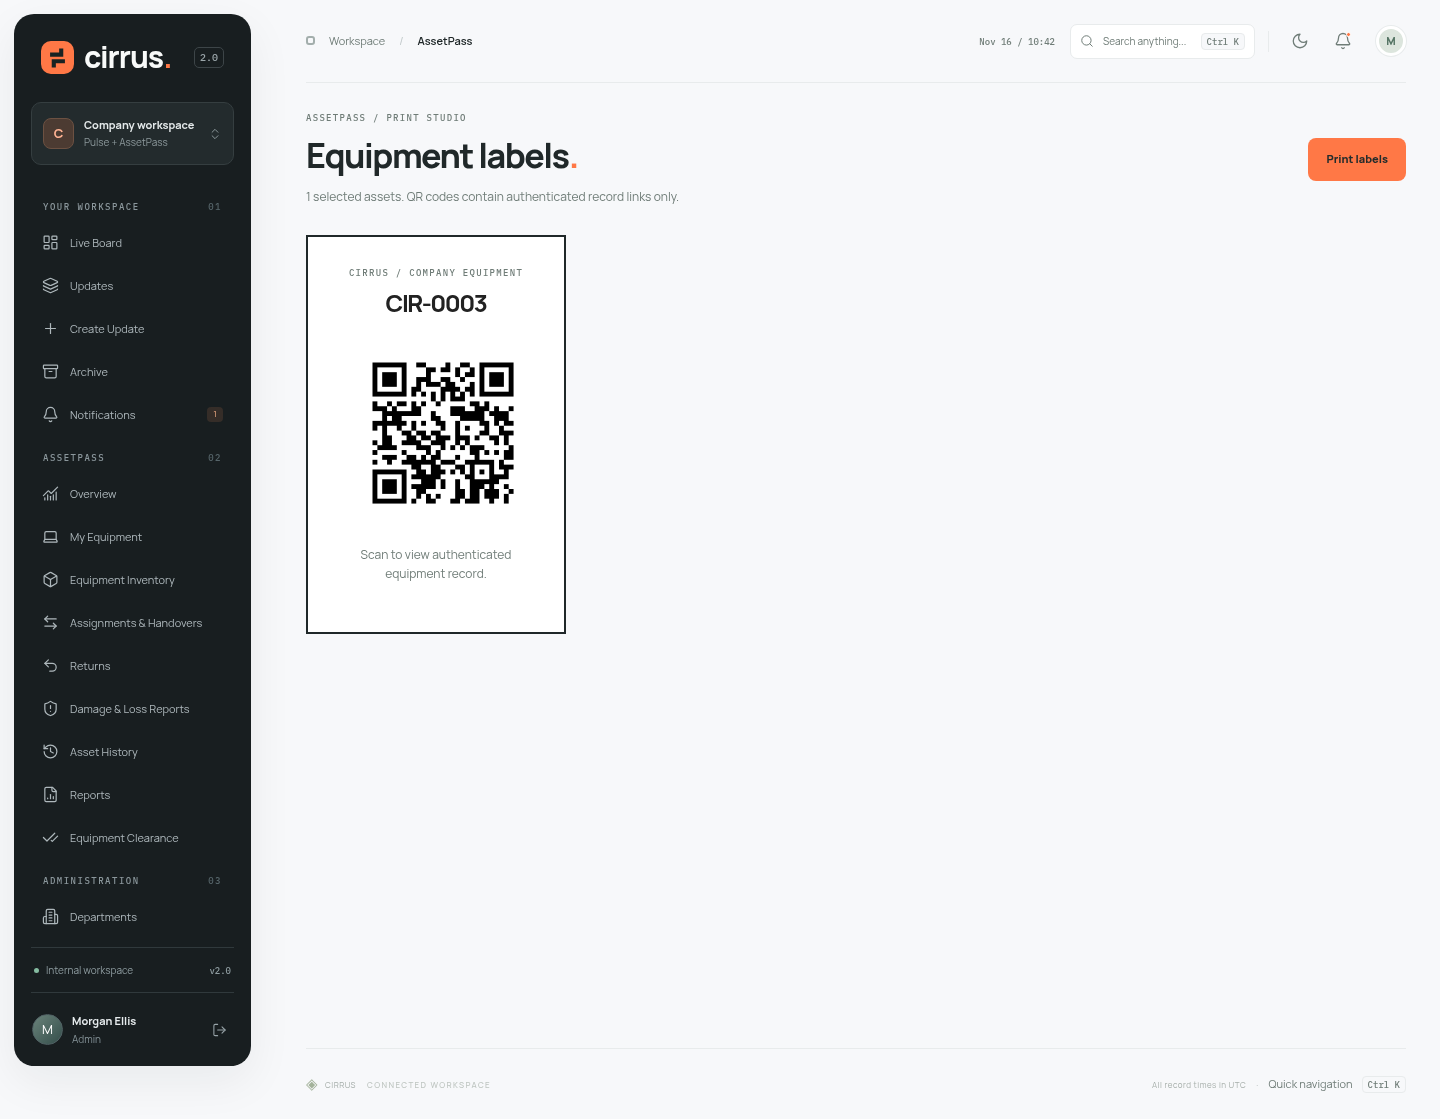 cirrus.
2.0
C
Company workspace
Pulse + AssetPass
YOUR WORKSPACE 01
Live Board
Updates
Create Update
Archive
Notifications 1
ASSETPASS 02
Overview
My Equipment
Equipment Inventory
Assignments & Handovers
Returns
Damage & Loss Reports
Asset History
Reports
Equipment Clearance
ADMINISTRATION 03
Departments
Internal workspace v2.0
M
Morgan Ellis
Admin
Workspace / AssetPass
Nov 16 / 10:42
Search anything... Ctrl K
M
ASSETPASS / PRINT STUDIO
Equipment labels.
Print labels
1 selected assets. QR codes contain authenticated record links only.
CIRRUS / COMPANY EQUIPMENT
CIR-0003
Scan to view authenticated
equipment record.
CIRRUS CONNECTED WORKSPACE
All record times in UTC · Quick navigation Ctrl K